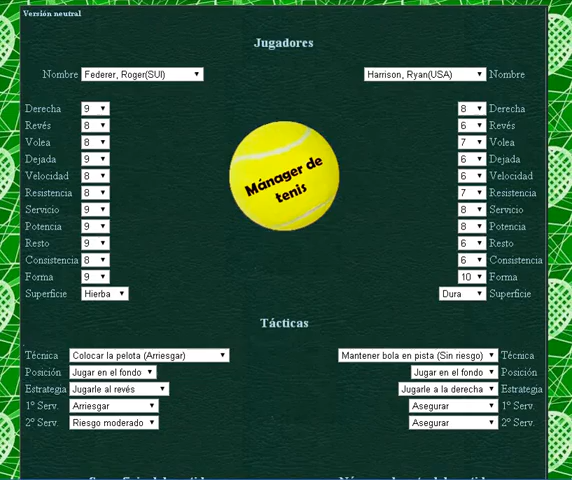 Versión neutral
Jugadores
Nombre Federer, Roger(SUI) Harrison, Ryan(USA) Nombre
Derecha 9 8 Derecha
Revés 8 6 Revés
Volea 8 7 Volea
Dejada 9 6 Dejada
Velocidad 8 6 Velocidad
Resistencia 8 7 Resistencia
Servicio 9 8 Servicio
Potencia 9 8 Potencia
Resto 9 6 Resto
Consistencia 8 6 Consistencia
Forma 9 10 Forma
Superficie Hierba Dura Superficie
Mánager de
tenis
Tácticas
Técnica Colocar la pelota (Arriesgar) Mantener bola en pista (Sin riesgo) Técnica
Posición Jugar en el fondo Jugar en el fondo Posición
Estrategia Jugarle al revés Jugarle a la derecha Estrategia
1º Serv. Arriesgar Asegurar 1º Serv.
2º Serv. Riesgo moderado Asegurar 2º Serv.